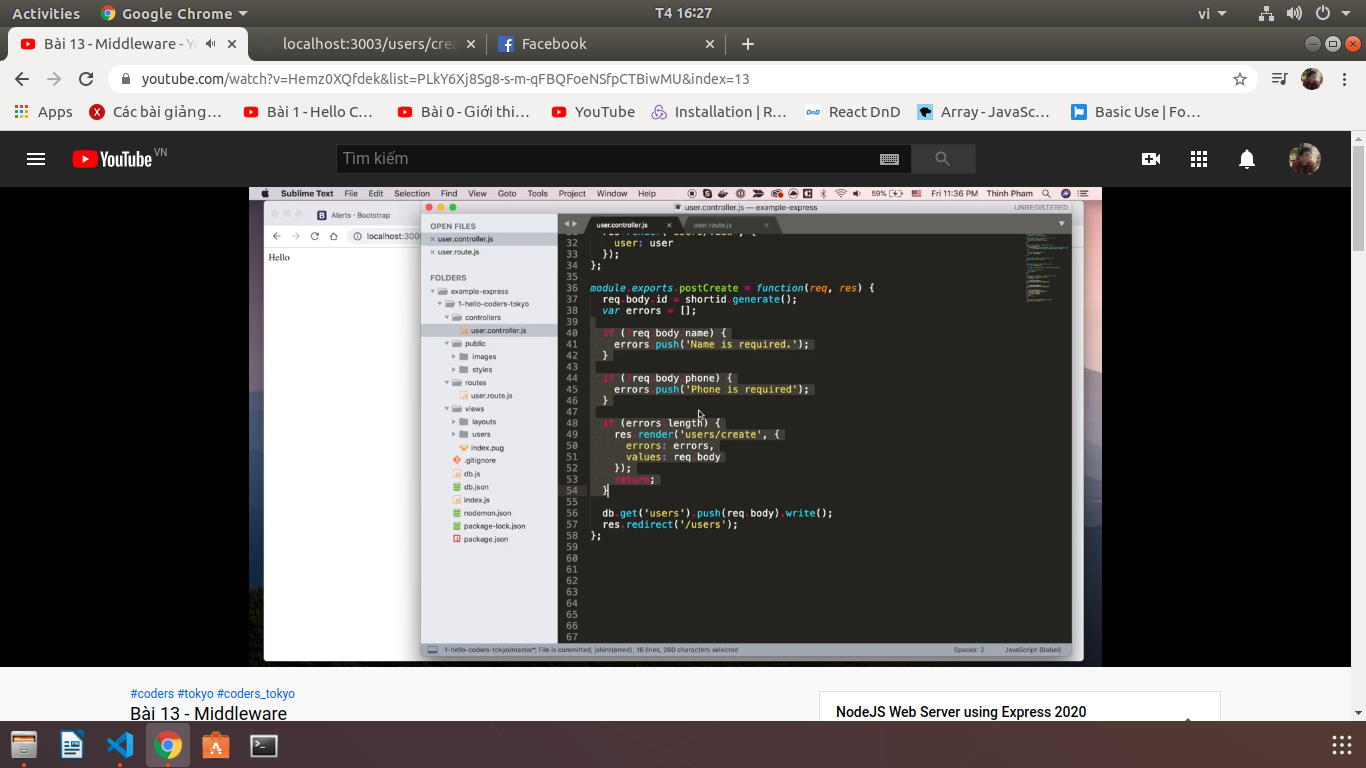 Activities
Google Chrome
T4 16:27
vi
Bài 13 - Middleware - Y
localhost:3003/users/crea
Facebook
youtube.com/watch?v=Hemz0XQfdek&list=PLkY6Xj8Sg8-s-m-qFBQFoeNSfpCTBiwMU&index=13
Apps
Các bài giảng…
Bài 1 - Hello C…
Bài 0 - Giới thi…
YouTube
Installation | R…
DnD
React DnD
Array - JavaSc…
Basic Use | Fo…
YouTube VN
Tìm kiếm
Sublime Text File Edit Selection Find View Goto Tools Project Window Help
59% Fri 11:36 PM Thinh Pham
Alerts · Bootstrap
localhost:300
Hello
user.controller.js — example-express
UNREGISTERED
OPEN FILES
user.controller.js
user.route.js
FOLDERS
example-express
1-hello-coders-tokyo
controllers
user.controller.js
public
images
styles
routes
user.route.js
views
layouts
users
index.pug
.gitignore
db.js
db.json
index.js
nodemon.json
package-lock.json
package.json
user.controller.js
user.route.js
32 user: user
33 });
34 };
35
36 module.exports.postCreate = function(req, res) {
37 req.body.id = shortid.generate();
38 var errors = [];
39
40 if (!req.body.name) {
41 errors.push('Name is required.');
42 }
43
44 if (!req.body.phone) {
45 errors.push('Phone is required');
46 }
47
48 if (errors.length) {
49 res.render('users/create', {
50 errors: errors,
51 values: req.body
52 });
53 return;
54 }
55
56 db.get('users').push(req.body).write();
57 res.redirect('/users');
58 };
59
60
61
62
63
64
65
66
67
1-hello-coders-tokyo/master*, File is committed, jshint(erred), 16 lines, 260 characters selected
Spaces: 2
JavaScript (Babel)
#coders #tokyo #coders_tokyo
Bài 13 - Middleware
NodeJS Web Server using Express 2020